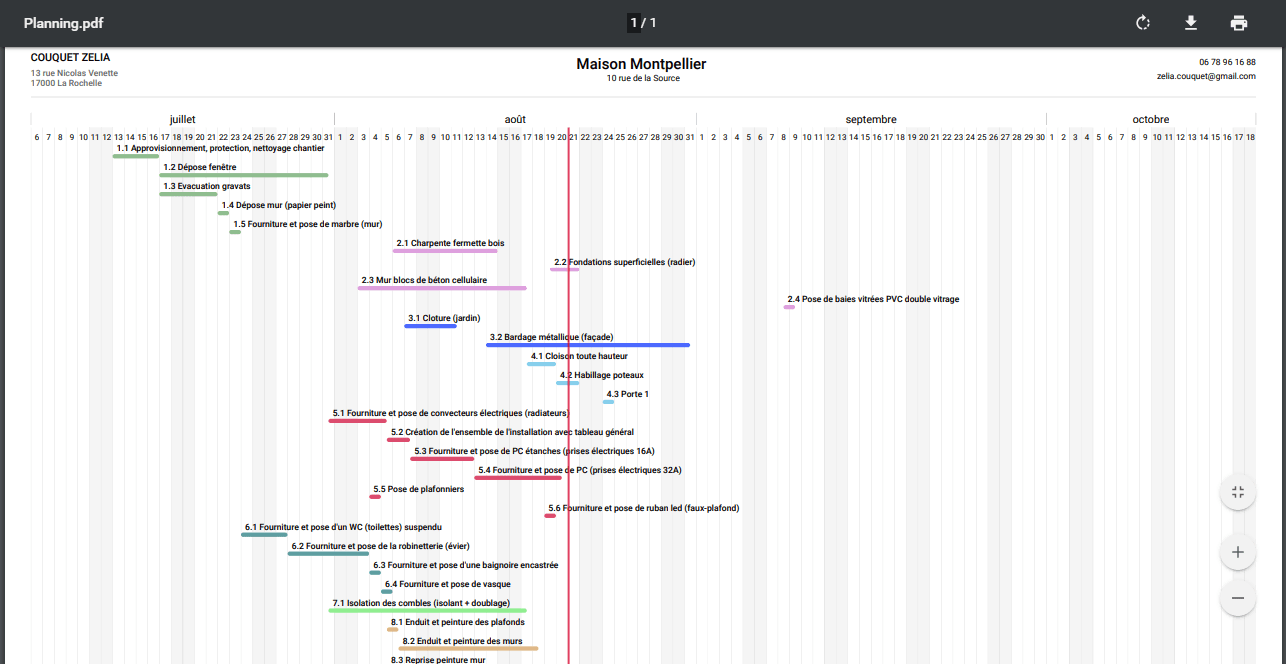 Planning.pdf
1 / 1
COUQUET ZELIA
13 rue Nicolas Venette
17000 La Rochelle
Maison Montpellier
10 rue de la Source
06 78 96 16 88
zelia.couquet@gmail.com
juillet août septembre octobre
6 7 8 9 10 11 12 13 14 15 16 17 18 19 20 21 22 23 24 25 26 27 28 29 30 31 1 2 3 4 5 6 7 8 9 10 11 12 13 14 15 16 17 18 19 20 21 22 23 24 25 26 27 28 29 30 31 1 2 3 4 5 6 7 8 9 10 11 12 13 14 15 16 17 18 19 20 21 22 23 24 25 26 27 28 29 30 1 2 3 4 5 6 7 8 9 10 11 12 13 14 15 16 17 18
1.1 Approvisionnement, protection, nettoyage chantier
1.2 Dépose fenêtre
1.3 Evacuation gravats
1.4 Dépose mur (papier peint)
1.5 Fourniture et pose de marbre (mur)
2.1 Charpente fermette bois
2.2 Fondations superficielles (radier)
2.3 Mur blocs de béton cellulaire
2.4 Pose de baies vitrées PVC double vitrage
3.1 Cloture (jardin)
3.2 Bardage métallique (façade)
4.1 Cloison toute hauteur
4.2 Habillage poteaux
4.3 Porte 1
5.1 Fourniture et pose de convecteurs électriques (radiateurs)
5.2 Création de l'ensemble de l'installation avec tableau général
5.3 Fourniture et pose de PC étanches (prises électriques 16A)
5.4 Fourniture et pose de PC (prises électriques 32A)
5.5 Pose de plafonniers
5.6 Fourniture et pose de ruban led (faux-plafond)
6.1 Fourniture et pose d'un WC (toilettes) suspendu
6.2 Fourniture et pose de la robinetterie (évier)
6.3 Fourniture et pose d'une baignoire encastrée
6.4 Fourniture et pose de vasque
7.1 Isolation des combles (isolant + doublage)
8.1 Enduit et peinture des plafonds
8.2 Enduit et peinture des murs
8.3 Reprise peinture mur